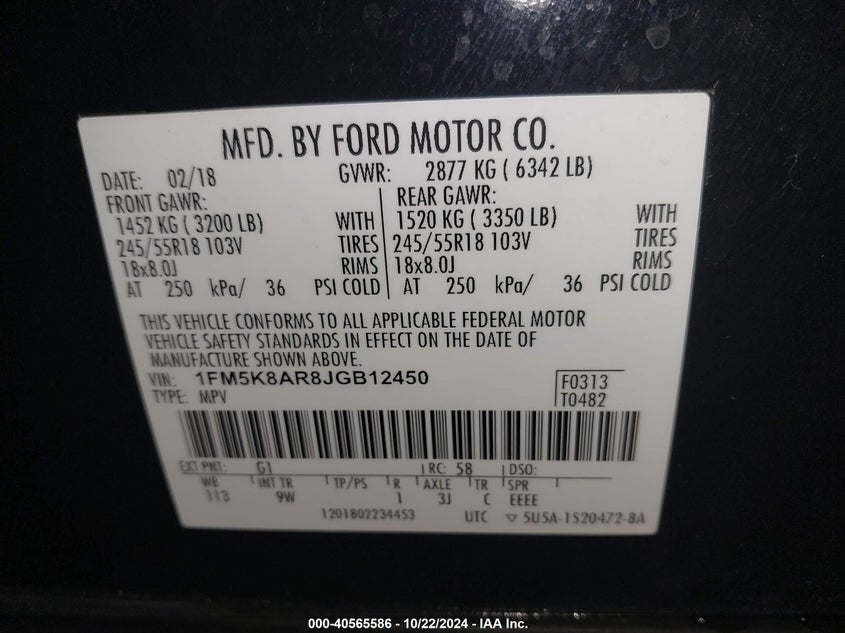 MFD. BY FORD MOTOR CO.
DATE: 02/18 GVWR: 2877 KG ( 6342 LB)
FRONT GAWR: REAR GAWR:
1452 KG ( 3200 LB) WITH 1520 KG ( 3350 LB) WITH
245/55R18 103V TIRES 245/55R18 103V TIRES
18x8.0J RIMS 18x8.0J RIMS
AT 250 kPa/ 36 PSI COLD AT 250 kPa/ 36 PSI COLD
THIS VEHICLE CONFORMS TO ALL APPLICABLE FEDERAL MOTOR
VEHICLE SAFETY STANDARDS IN EFFECT ON THE DATE OF
MANUFACTURE SHOWN ABOVE.
VIN: 1FM5K8AR8JGB12450 F0313
TYPE: MPV T0482
EXT PNT: G1 RC: 58 DSO:
WB INT TR TP/PS R AXLE TR SPR
113 9W 1 3J C EEEE
1201802234453 UTC ▽ 5U5A-1520472-BA
000-40565586 - 10/22/2024 - IAA Inc.